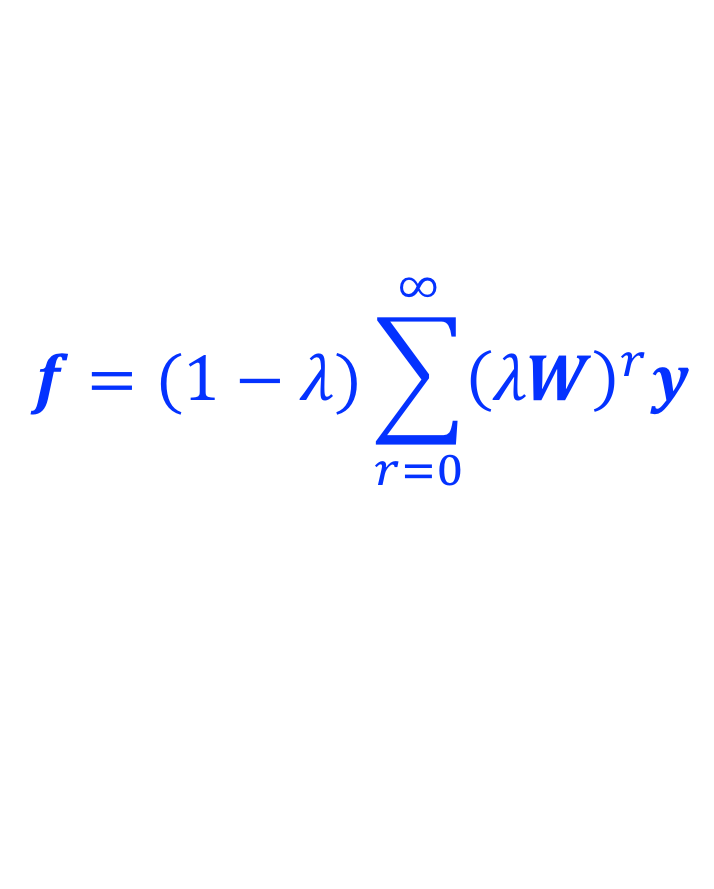 𝒇 = (1 − 𝜆) ∑_{𝑟=0}^{∞} (𝜆𝑾)^𝑟 𝒚